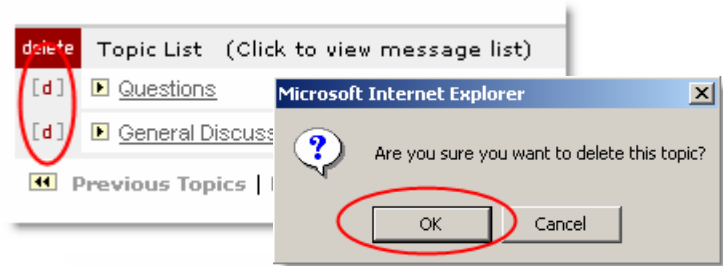 delete Topic List (Click to view message list)
[d] Questions
[d] General Discuss
Previous Topics |
Microsoft Internet Explorer
Are you sure you want to delete this topic?
OK Cancel